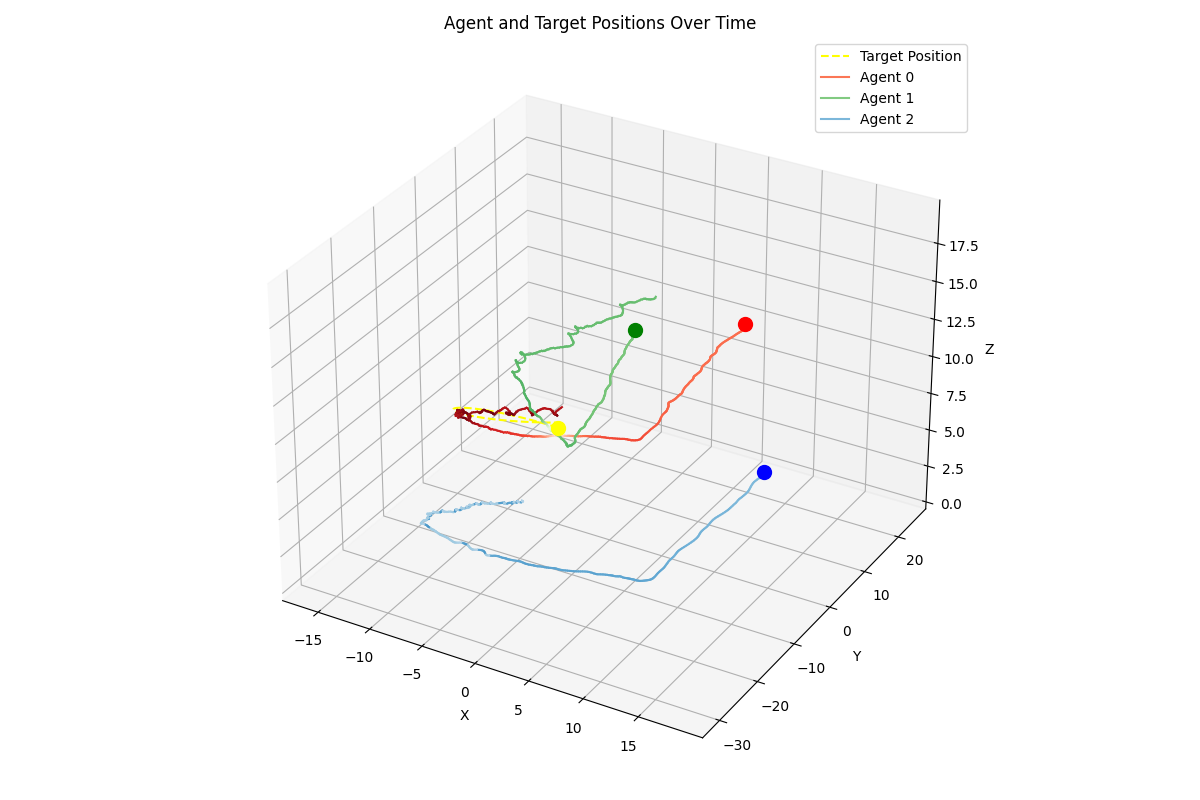 Agent and Target Positions Over Time
Target Position
Agent 0
Agent 1
Agent 2
17.5
15.0
12.5
10.0
7.5
5.0
2.5
0.0
Z
20
10
0
−10
−20
−30
Y
−15
−10
−5
0
5
10
15
X